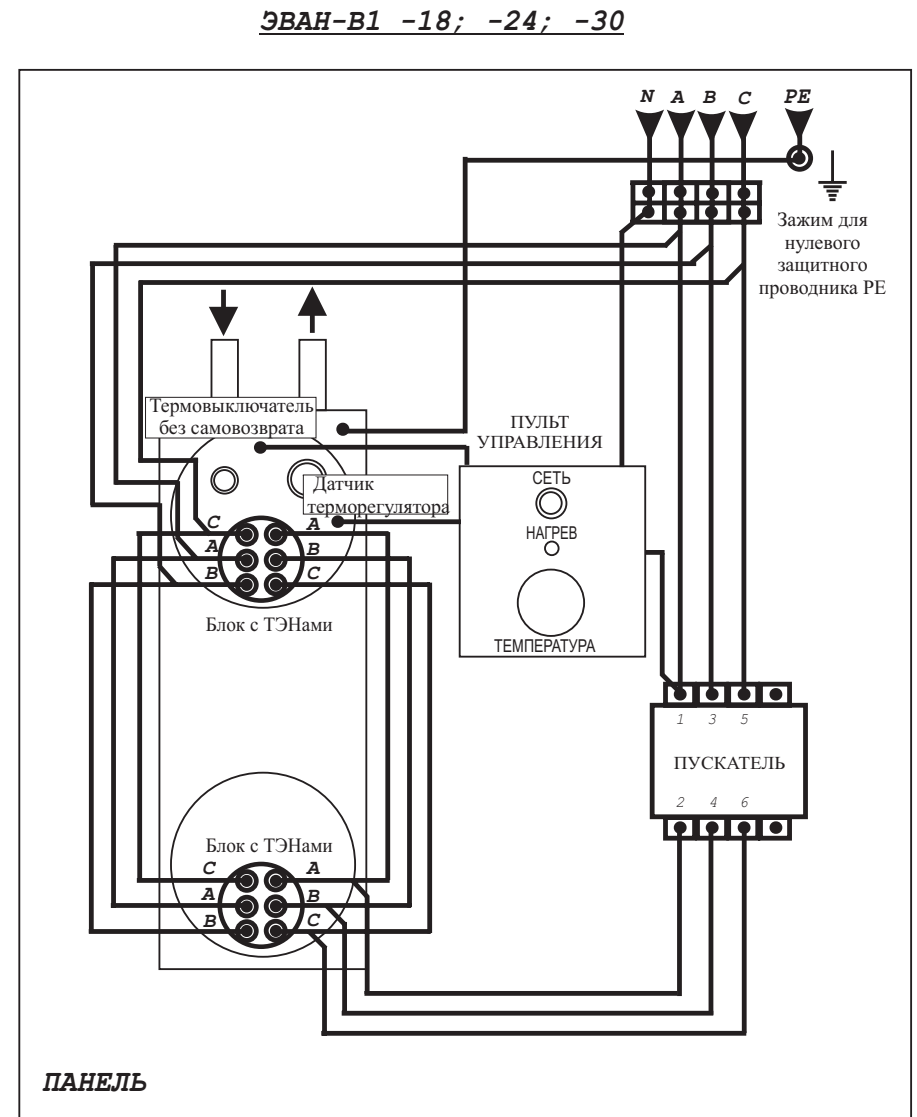 ЭВАН-В1 -18; -24; -30
N A B C PE
Зажим для
нулевого
защитного
проводника PE
Термовыключатель
без самовозврата
ПУЛЬТ
УПРАВЛЕНИЯ
СЕТЬ
Датчик
терморегулятора
НАГРЕВ
C A
A B
B C
Блок с ТЭНами
ТЕМПЕРАТУРА
1 3 5
ПУСКАТЕЛЬ
2 4 6
Блок с ТЭНами
C A
A B
B C
ПАНЕЛЬ